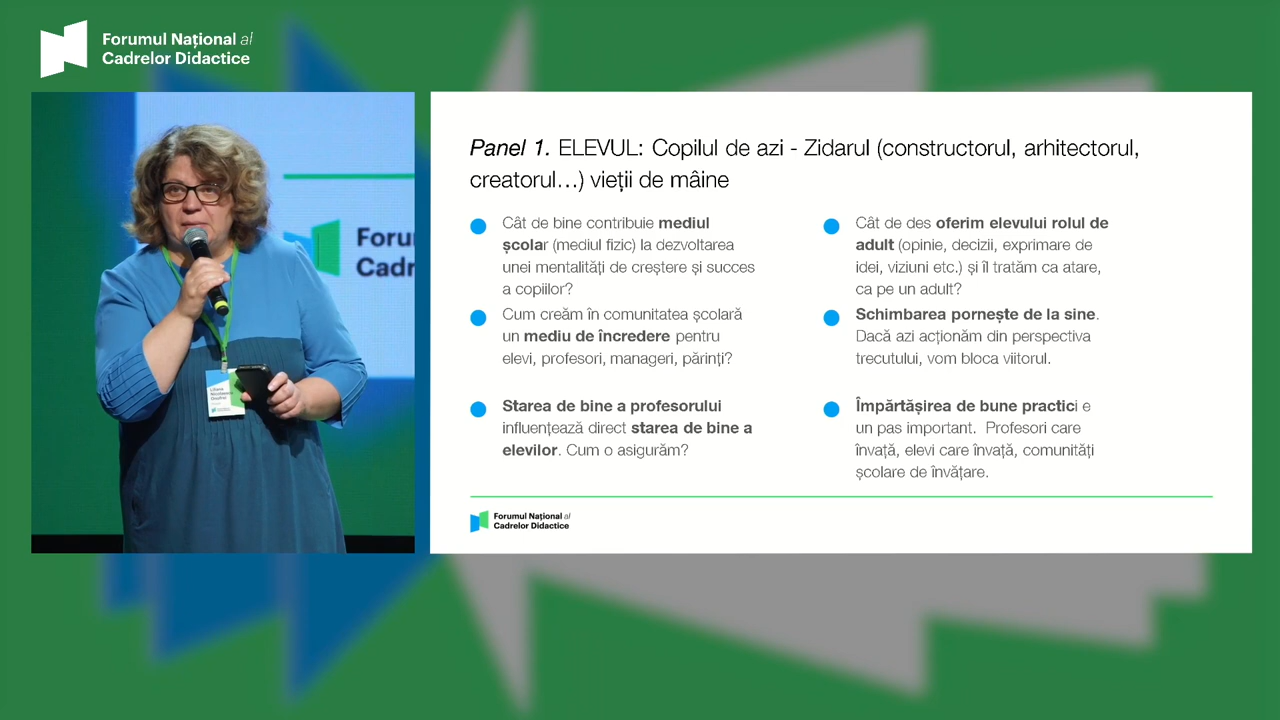 Forumul Național al
Cadrelor Didactice
Foru
Cadr
Panel 1. ELEVUL: Copilul de azi - Zidarul (constructorul, arhitectorul,
creatorul…) vieții de mâine
Cât de bine contribuie mediul
școlar (mediul fizic) la dezvoltarea
unei mentalități de creștere și succes
a copiilor?
Cum creăm în comunitatea școlară
un mediu de încredere pentru
elevi, profesori, manageri, părinți?
Starea de bine a profesorului
influențează direct starea de bine a
elevilor. Cum o asigurăm?
Cât de des oferim elevului rolul de
adult (opinie, decizii, exprimare de
idei, viziuni etc.) și îl tratăm ca atare,
ca pe un adult?
Schimbarea pornește de la sine.
Dacă azi acționăm din perspectiva
trecutului, vom bloca viitorul.
Împărtășirea de bune practici e
un pas important. Profesori care
învață, elevi care învață, comunități
școlare de învățare.
Forumul Național al
Cadrelor Didactice